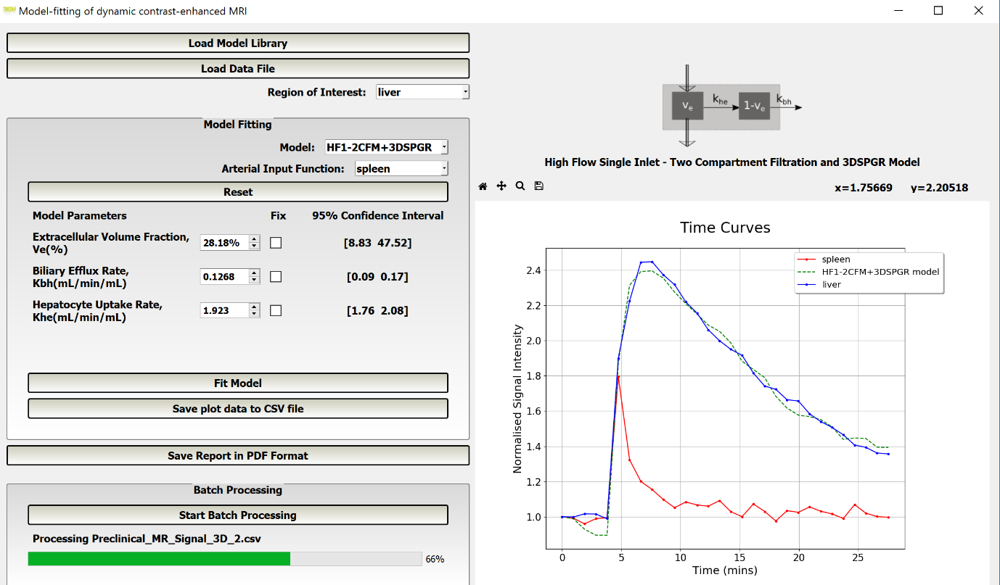 Model-fitting of dynamic contrast-enhanced MRI
Load Model Library
Load Data File
Region of Interest: liver
Model Fitting
Model: HF1-2CFM+3DSPGR
Arterial Input Function: spleen
Reset
Model Parameters Fix 95% Confidence Interval
Extracellular Volume Fraction,
Ve(%) 28.18% [8.83 47.52]
Biliary Efflux Rate,
Kbh(mL/min/mL) 0.1268 [0.09 0.17]
Hepatocyte Uptake Rate,
Khe(mL/min/mL) 1.923 [1.76 2.08]
Fit Model
Save plot data to CSV file
Save Report in PDF Format
Batch Processing
Start Batch Processing
Processing Preclinical_MR_Signal_3D_2.csv
66%
ve khe 1-ve kbh
High Flow Single Inlet - Two Compartment Filtration and 3DSPGR Model
x=1.75669 y=2.20518
Time Curves
spleen
HF1-2CFM+3DSPGR model
liver
Normalised Signal Intensity
2.4
2.2
2.0
1.8
1.6
1.4
1.2
1.0
0 5 10 15 20 25
Time (mins)